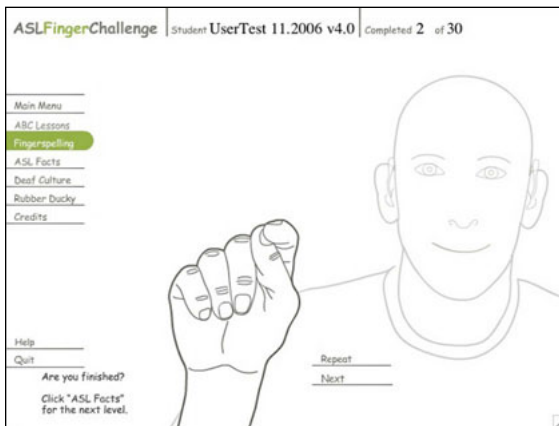 ASLFingerChallenge Student UserTest 11.2006 v4.0 Completed 2 of 30
Main Menu
ABC Lessons
Fingerspelling
ASL Facts
Deaf Culture
Rubber Ducky
Credits
Help
Quit
Are you finished?
Click "ASL Facts"
for the next level.
Repeat
Next